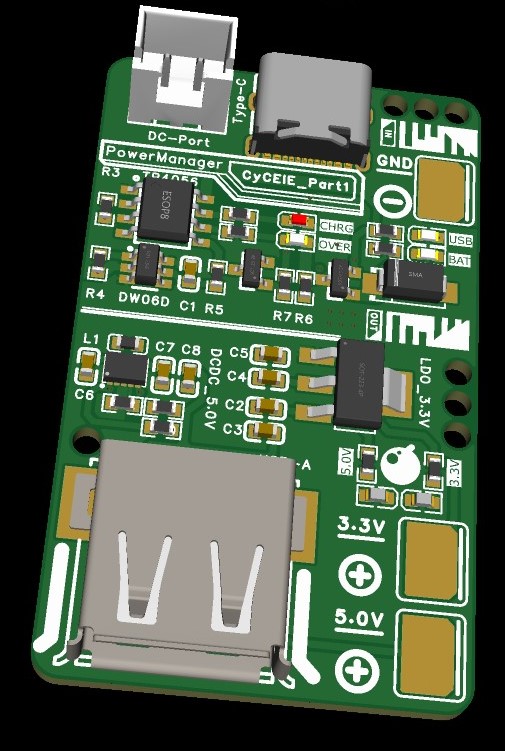 Type-C
DC-Port
IN
PowerManager
CyCEIE_Part1
GND
R3
TP4056
ESOP8
CHRG
OVER
USB
BAT
SMA
R4
DW06D
C1
R5
R7
R6
OUT
L1
C7
C8
C6
DCDC_5.0V
C5
C4
C2
C3
LDO_3.3V
5.0V
3.3V
-A
3.3V
5.0V